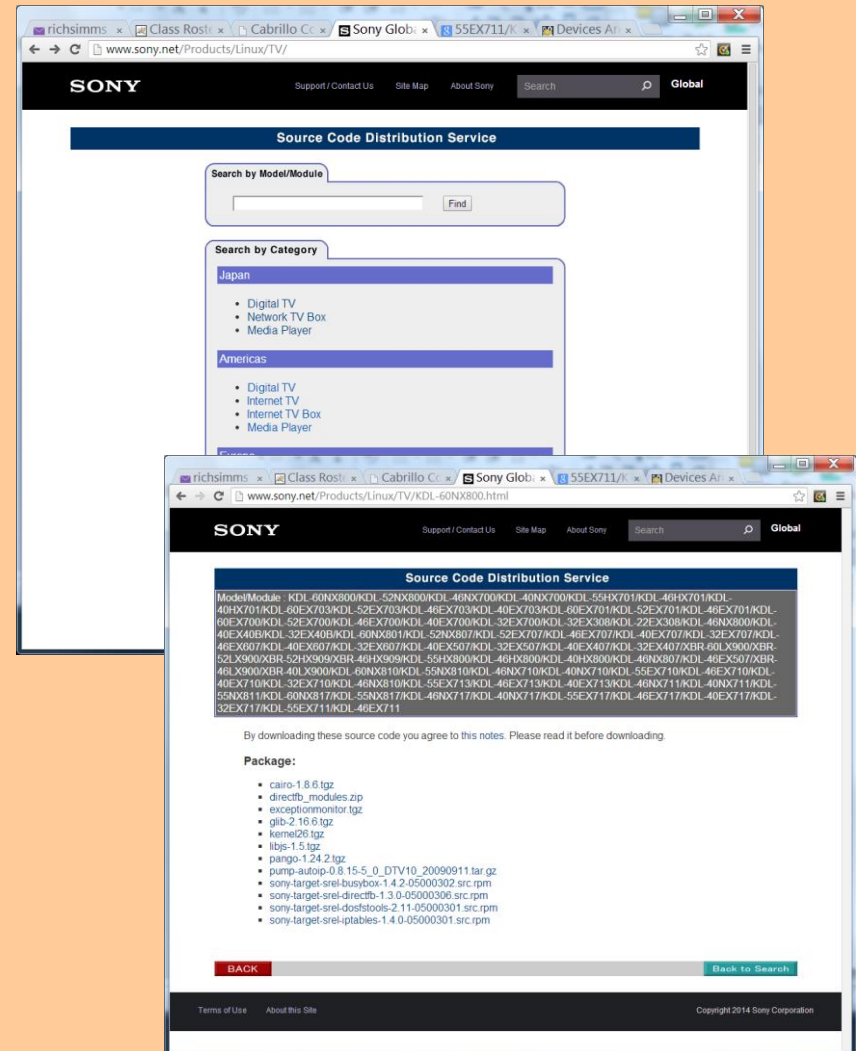 richsimms
Class Roste
Cabrillo Co
Sony Globa
55EX711/K
Devices Ar
www.sony.net/Products/Linux/TV/
SONY
Support / Contact Us
Site Map
About Sony
Search
Global
Source Code Distribution Service
Search by Model/Module
Find
Search by Category
Japan
Digital TV
Network TV Box
Media Player
Americas
Digital TV
Internet TV
Internet TV Box
Media Player
richsimms
Class Roste
Cabrillo Co
Sony Globa
55EX711/K
Devices Ar
www.sony.net/Products/Linux/TV/KDL-60NX800.html
SONY
Support / Contact Us
Site Map
About Sony
Search
Global
Source Code Distribution Service
Model/Module : KDL-60NX800/KDL-52NX800/KDL-46NX700/KDL-40NX700/KDL-55HX701/KDL-46HX701/KDL-
40HX701/KDL-60EX703/KDL-52EX703/KDL-46EX703/KDL-40EX703/KDL-60EX701/KDL-52EX701/KDL-46EX701/KDL-
60EX700/KDL-52EX700/KDL-46EX700/KDL-40EX700/KDL-32EX700/KDL-32EX308/KDL-22EX308/KDL-46NX800/KDL-
40EX40B/KDL-32EX40B/KDL-60NX801/KDL-52NX807/KDL-52EX707/KDL-46EX707/KDL-40EX707/KDL-32EX707/KDL-
46EX607/KDL-40EX607/KDL-32EX607/KDL-40EX507/KDL-32EX507/KDL-40EX407/KDL-32EX407/XBR-60LX900/XBR-
52LX900/XBR-52HX909/XBR-46HX909/KDL-55HX800/KDL-46HX800/KDL-40HX800/KDL-46NX807/KDL-46EX507/XBR-
46LX900/XBR-40LX900/KDL-60NX810/KDL-55NX810/KDL-46NX710/KDL-40NX710/KDL-55EX710/KDL-46EX710/KDL-
40EX710/KDL-32EX710/KDL-46NX810/KDL-55EX713/KDL-46EX713/KDL-40EX713/KDL-46NX711/KDL-40NX711/KDL-
55NX811/KDL-60NX817/KDL-55NX817/KDL-46NX717/KDL-40NX717/KDL-55EX717/KDL-46EX717/KDL-40EX717/KDL-
32EX717/KDL-55EX711/KDL-46EX711
By downloading these source code you agree to this notes. Please read it before downloading.
Package:
cairo-1.8.6.tgz
directfb_modules.zip
exceptionmonitor.tgz
glib-2.16.6.tgz
kernel26.tgz
libjs-1.5.tgz
pango-1.24.2.tgz
pump-autoip-0.8.15-5_0_DTV10_20090911.tar.gz
sony-target-srel-busybox-1.4.2-05000302.src.rpm
sony-target-srel-directfb-1.3.0-05000306.src.rpm
sony-target-srel-dosfstools-2.11-05000301.src.rpm
sony-target-srel-iptables-1.4.0-05000301.src.rpm
BACK
Back to Search
Terms of Use
About this Site
Copyright 2014 Sony Corporation